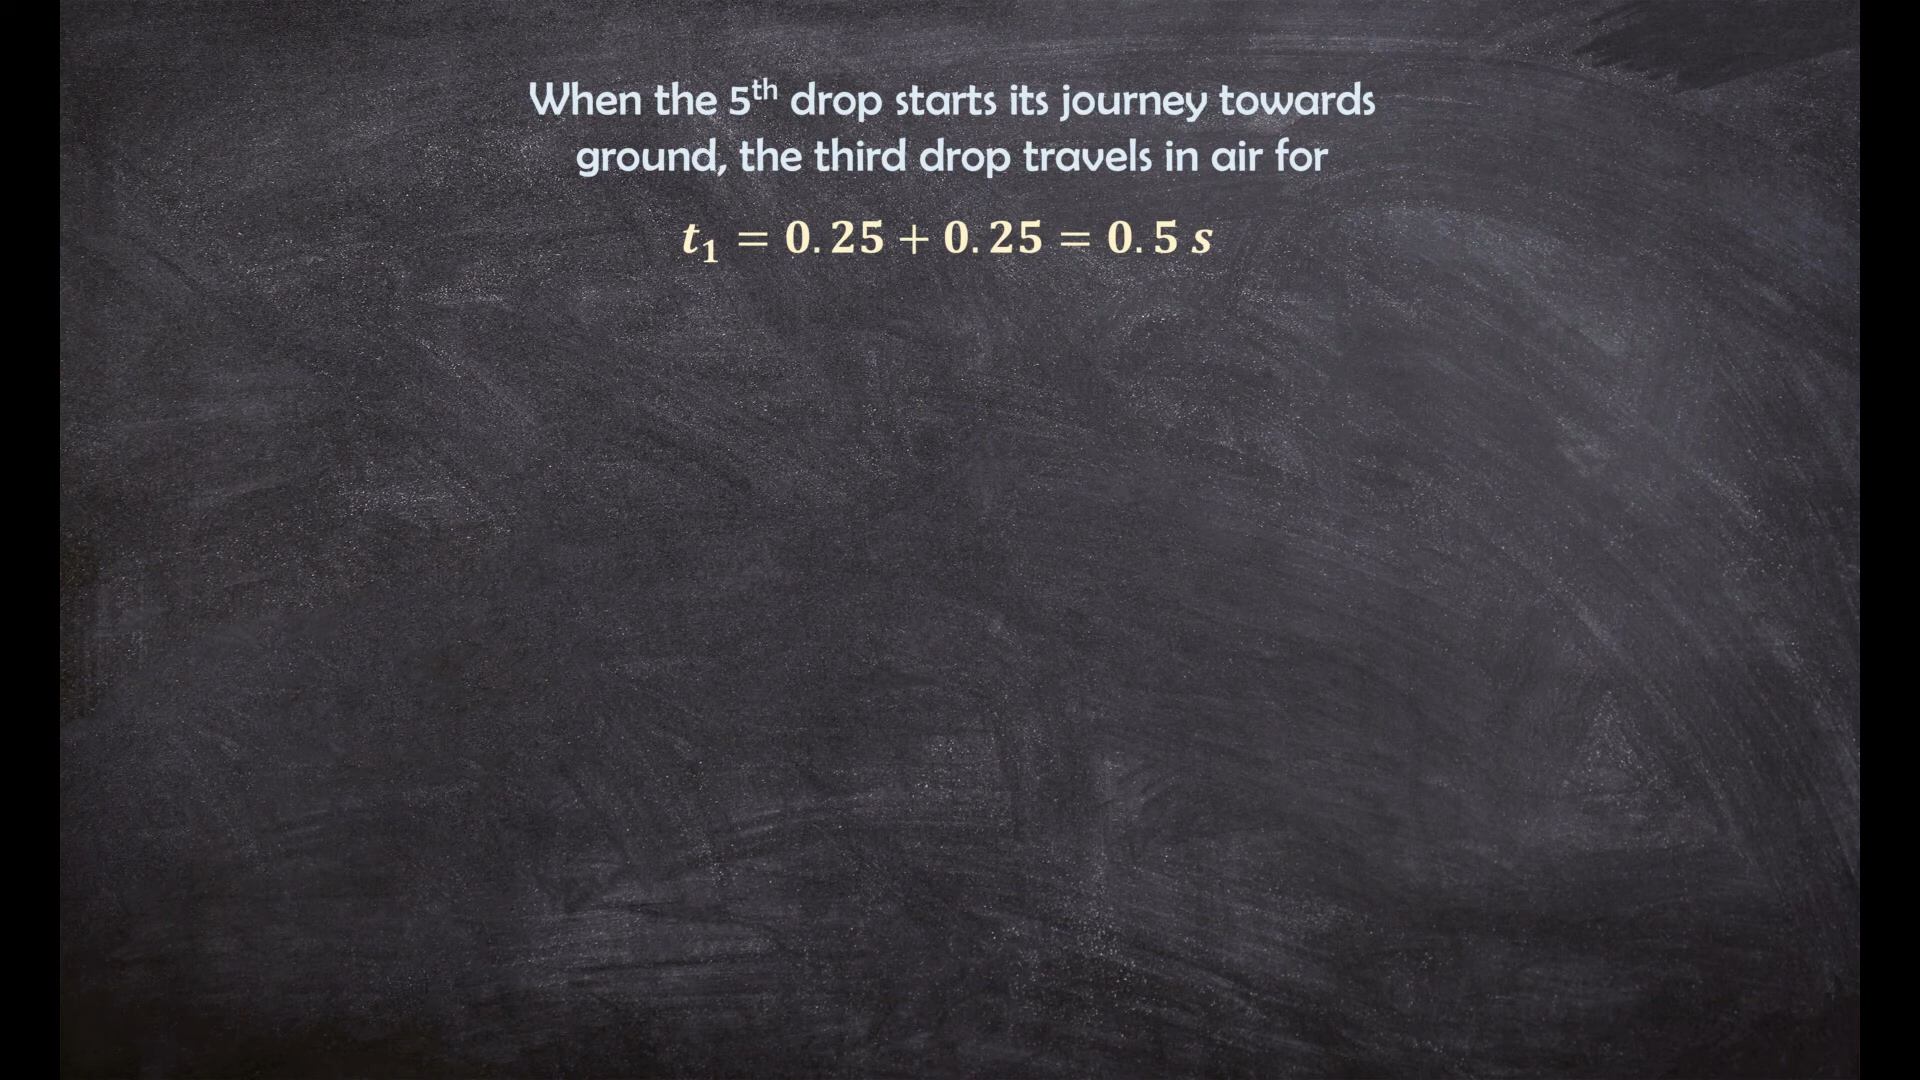 When the 5th drop starts its journey towards
ground, the third drop travels in air for
t₁ = 0.25 + 0.25 = 0.5 s